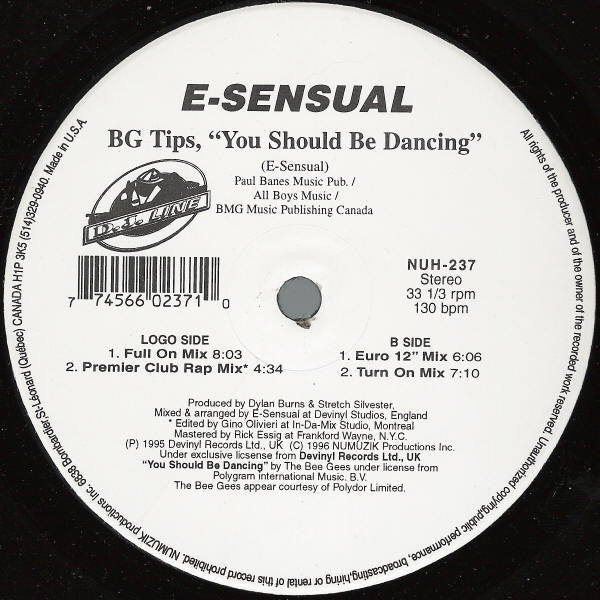 E-SENSUAL
BG Tips, “You Should Be Dancing”
(E-Sensual)
Paul Banes Music Pub. /
All Boys Music /
BMG Music Publishing Canada
D.J. LINE
7 74566 02371 0
NUH-237
Stereo
33 1/3 rpm
130 bpm
LOGO SIDE
1. Full On Mix 8:03
2. Premier Club Rap Mix* 4:34
B SIDE
1. Euro 12" Mix 6:06
2. Turn On Mix 7:10
Produced by Dylan Burns & Stretch Silvester,
Mixed & arranged by E-Sensual at Devinyl Studios, England
* Edited by Gino Olivieri at In-Da-Mix Studio, Montreal
Mastered by Rick Essig at Frankford Wayne, N.Y.C.
(P) 1995 Devinyl Records Ltd., UK (C) 1996 NUMUZIK Productions Inc.
Under exclusive licsense from Devinyl Records Ltd., UK
“You Should Be Dancing” by The Bee Gees under license from
Polygram international Music. B.V.
The Bee Gees appear courtesy of Polydor Limited.
All rights of the producer and of the owner of the recorded work reserved. Unauthorized copying,public performance, broadcasting,hiring or rental of this record prohibited. NUMUZIK productions inc. 6838 Bombardier,St-Léonard (Québec) CANADA H1P 3K5 (514)329-0940. Made in U.S.A